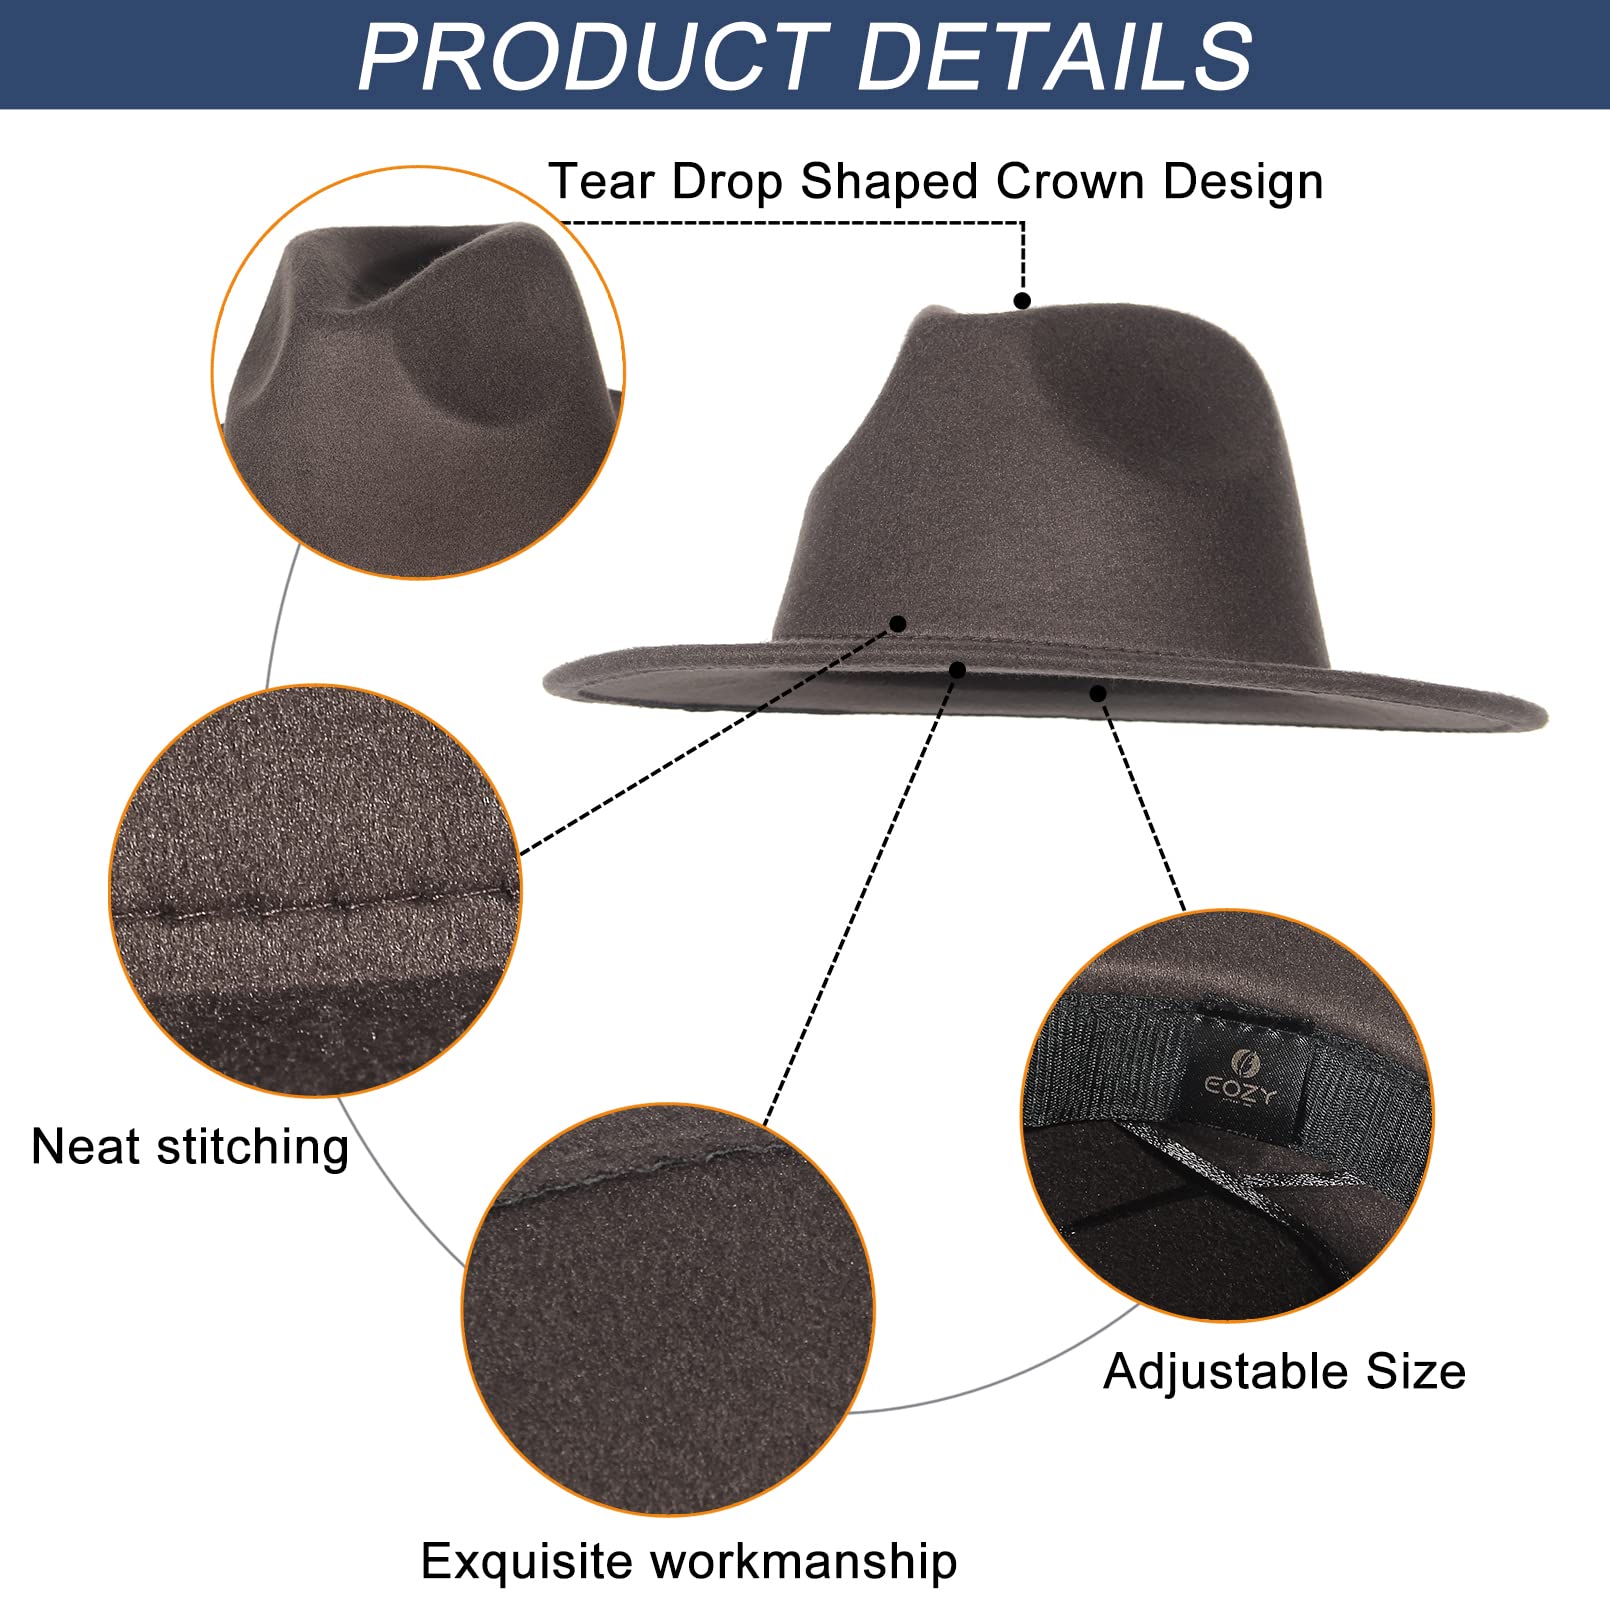 PRODUCT DETAILS
Tear Drop Shaped Crown Design
Neat stitching
EOZY
Adjustable Size
Exquisite workmanship